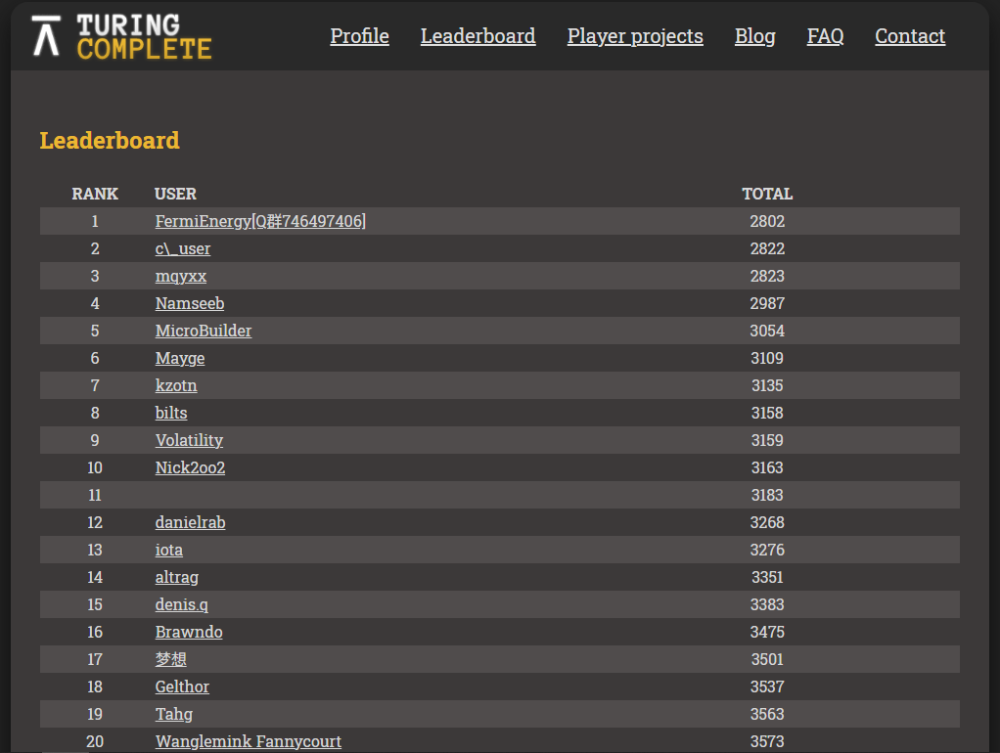 TURING
COMPLETE
Profile Leaderboard Player projects Blog FAQ Contact
Leaderboard
RANK USER TOTAL
1 FermiEnergy[Q群746497406] 2802
2 c\_user 2822
3 mqyxx 2823
4 Namseeb 2987
5 MicroBuilder 3054
6 Mayge 3109
7 kzotn 3135
8 bilts 3158
9 Volatility 3159
10 Nick2oo2 3163
11 3183
12 danielrab 3268
13 iota 3276
14 altrag 3351
15 denis.q 3383
16 Brawndo 3475
17 梦想 3501
18 Gelthor 3537
19 Tahg 3563
20 Wanglemink Fannycourt 3573